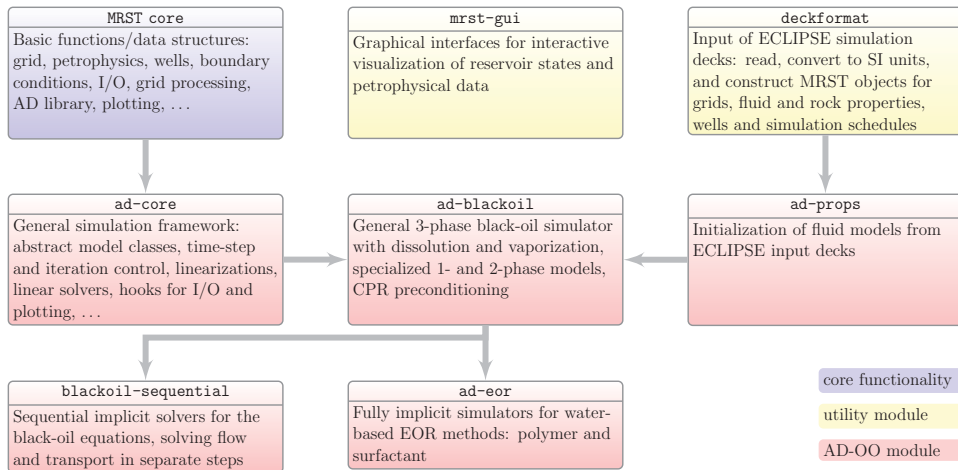 MRST core
Basic functions/data structures:
grid, petrophysics, wells, boundary
conditions, I/O, grid processing,
AD library, plotting, ...
mrst-gui
Graphical interfaces for interactive
visualization of reservoir states and
petrophysical data
deckformat
Input of ECLIPSE simulation
decks: read, convert to SI units,
and construct MRST objects for
grids, fluid and rock properties,
wells and simulation schedules
ad-core
General simulation framework:
abstract model classes, time-step
and iteration control, linearizations,
linear solvers, hooks for I/O and
plotting, ...
ad-blackoil
General 3-phase black-oil simulator
with dissolution and vaporization,
specialized 1- and 2-phase models,
CPR preconditioning
ad-props
Initialization of fluid models from
ECLIPSE input decks
blackoil-sequential
Sequential implicit solvers for the
black-oil equations, solving flow
and transport in separate steps
ad-eor
Fully implicit simulators for water-
based EOR methods: polymer and
surfactant
core functionality
utility module
AD-OO module